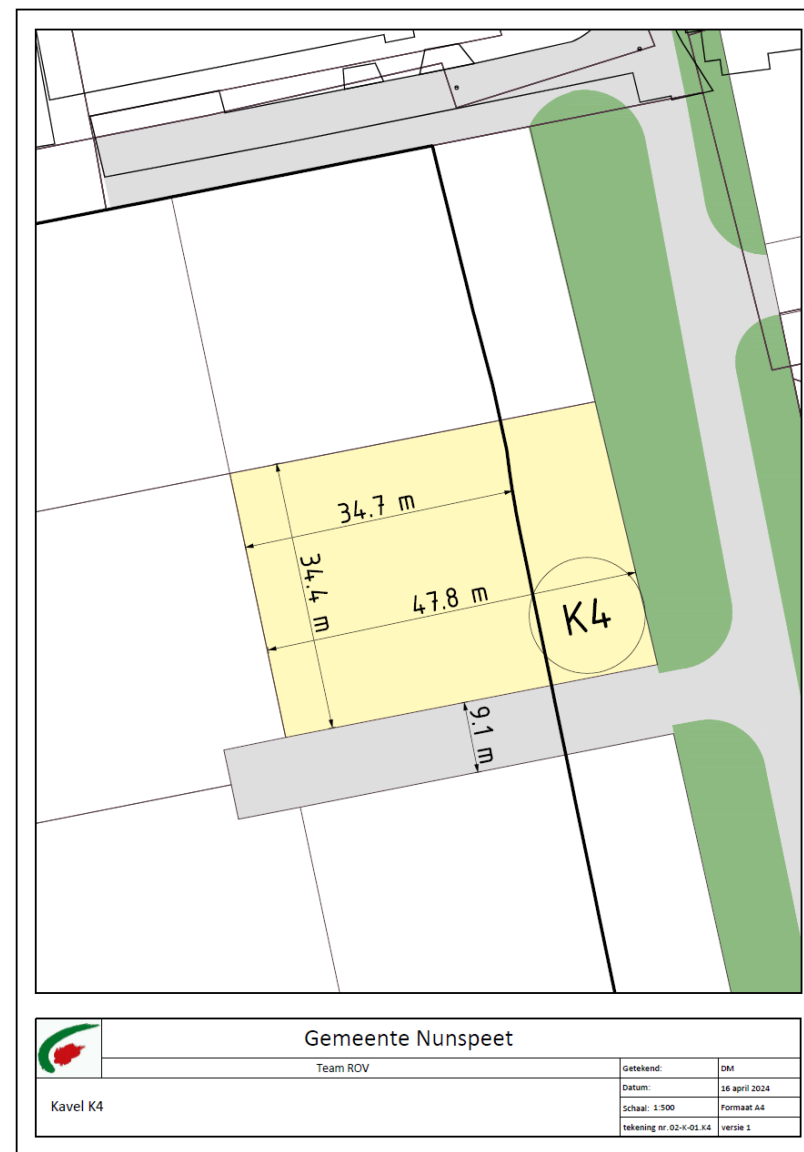 34.7 m
34.4 m
47.8 m
K4
9.1 m
Gemeente Nunspeet
Team ROV
Kavel K4
Getekend: DM
Datum: 16 april 2024
Schaal: 1:500 Formaat A4
tekening nr. 02-K-01.K4 versie 1